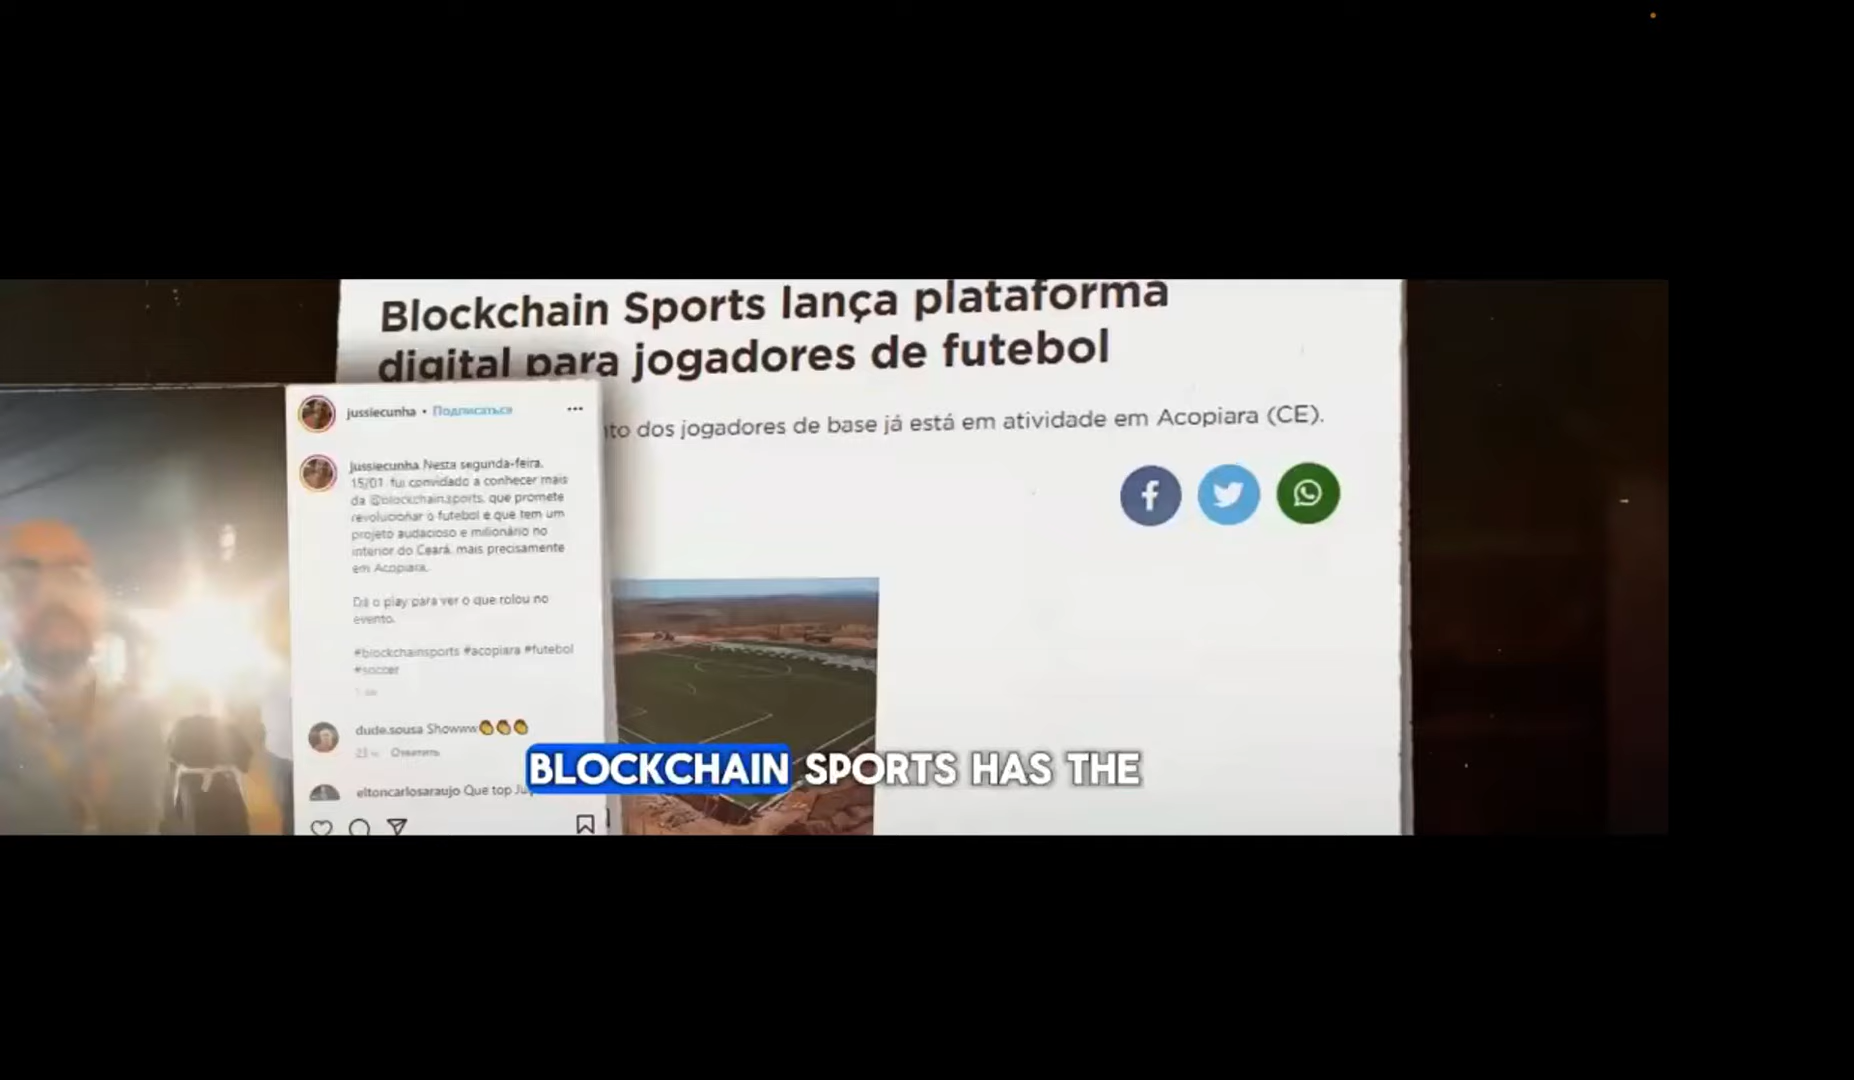 Blockchain Sports lança plataforma
digital para jogadores de futebol
dos jogadores de base já está em atividade em Acopiara (CE).
jussiecunha • Подписаться
jussiecunha Nesta segunda-feira,
15/01, fui convidado a conhecer mais
da @blockchain.sports, que promete
revolucionar o futebol e que tem um
projeto audacioso e milionário no
interior do Ceará, mais precisamente
em Acopiara.
Dá o play para ver o que rolou no
evento.
#blockchainsports #acopiara #futebol
#soccer
dude.sousa Showww👏👏👏
23 ч. Ответить
eltoncarlosaraujo Que top
BLOCKCHAIN SPORTS HAS THE